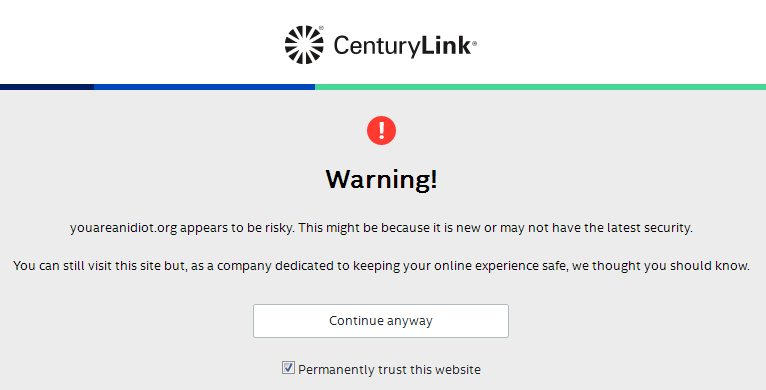 CenturyLink®
!
Warning!
youareanidiot.org appears to be risky. This might be because it is new or may not have the latest security.
You can still visit this site but, as a company dedicated to keeping your online experience safe, we thought you should know.
Continue anyway
Permanently trust this website